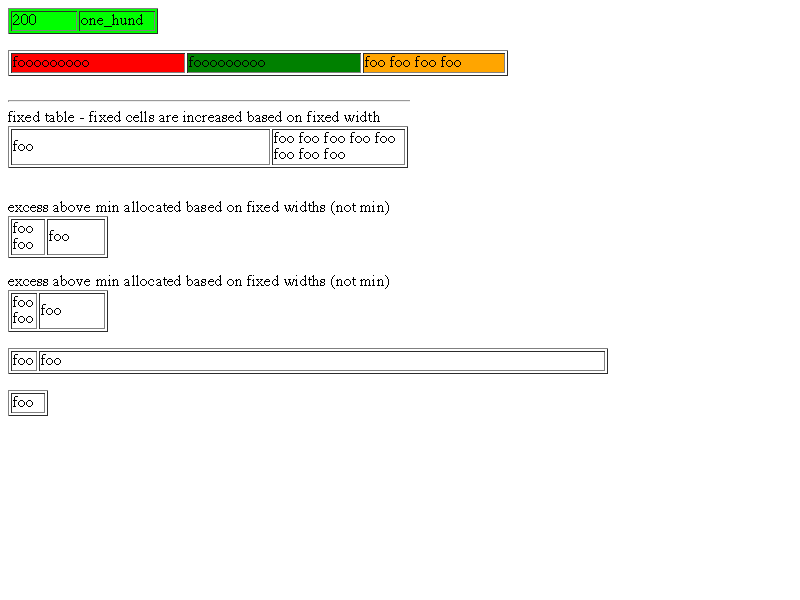 200 one_hund
fooooooooo fooooooooo foo foo foo foo
fixed table - fixed cells are increased based on fixed width
foo foo foo foo foo foo
foo foo foo
excess above min allocated based on fixed widths (not min)
foo foo
foo
excess above min allocated based on fixed widths (not min)
foo foo
foo
foo foo
foo